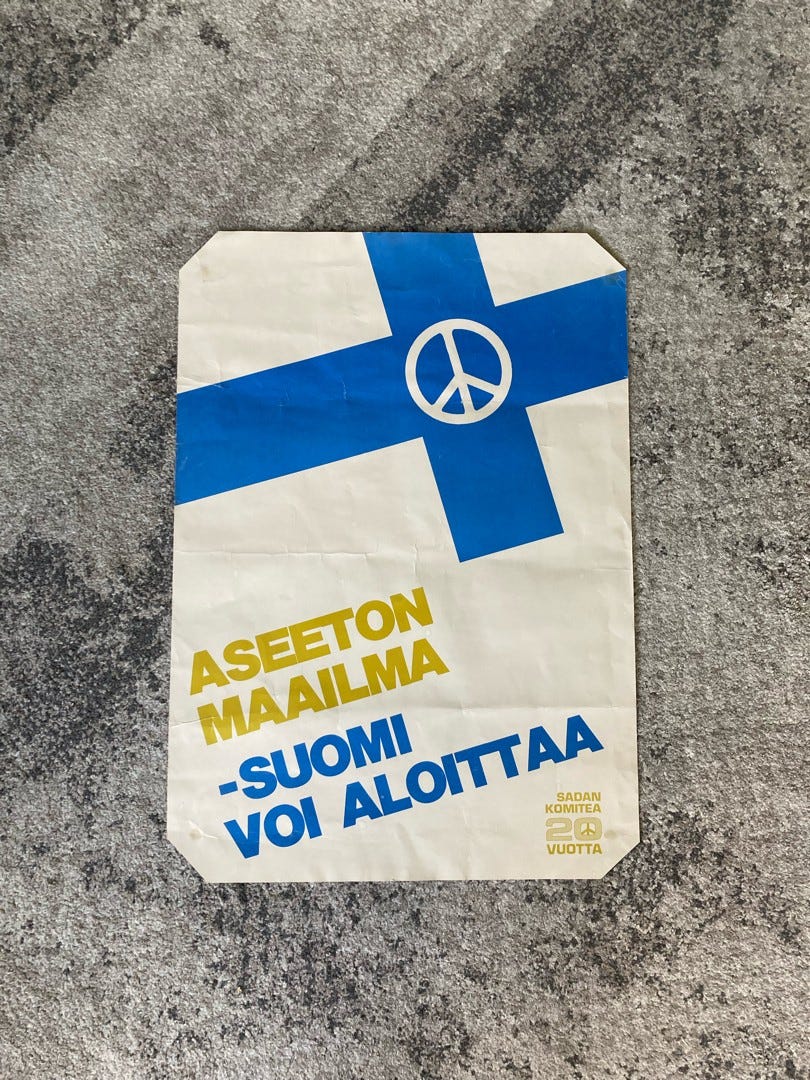 ASEETON
MAAILMA
-SUOMI
VOI ALOITTAA
SADAN
KOMITEA
20
VUOTTA